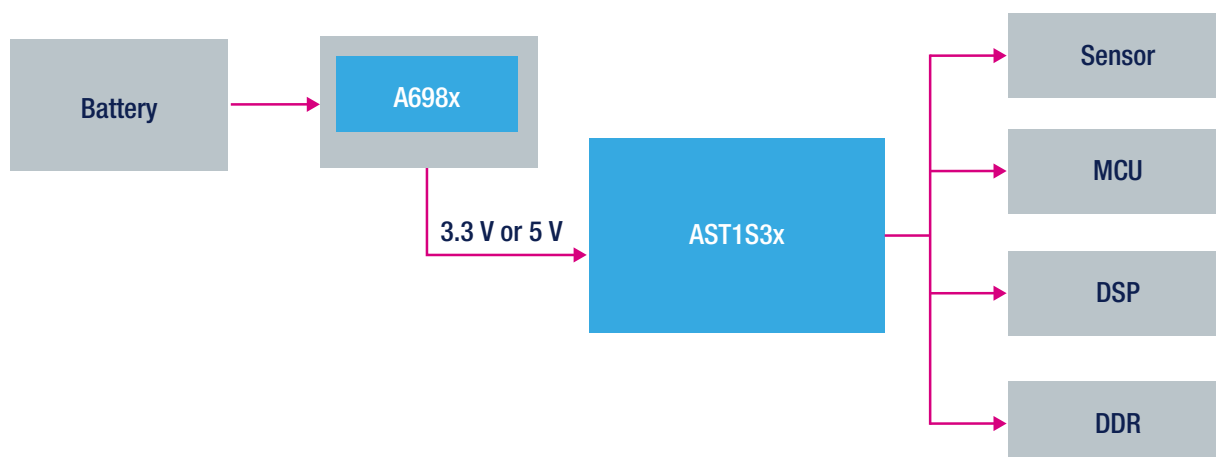 Battery
A698x
3.3 V or 5 V
AST1S3x
Sensor
MCU
DSP
DDR